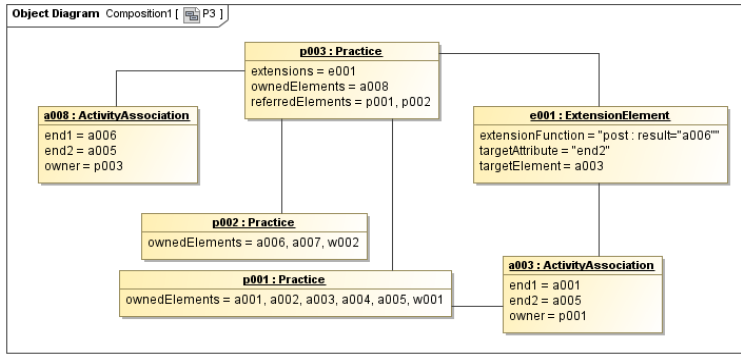 Object Diagram Composition1 [ P3 ]
p003 : Practice
extensions = e001
ownedElements = a008
referredElements = p001, p002
a008 : ActivityAssociation
end1 = a006
end2 = a005
owner = p003
e001 : ExtensionElement
extensionFunction = "post : result="a006""
targetAttribute = "end2"
targetElement = a003
p002 : Practice
ownedElements = a006, a007, w002
p001 : Practice
ownedElements = a001, a002, a003, a004, a005, w001
a003 : ActivityAssociation
end1 = a001
end2 = a005
owner = p001